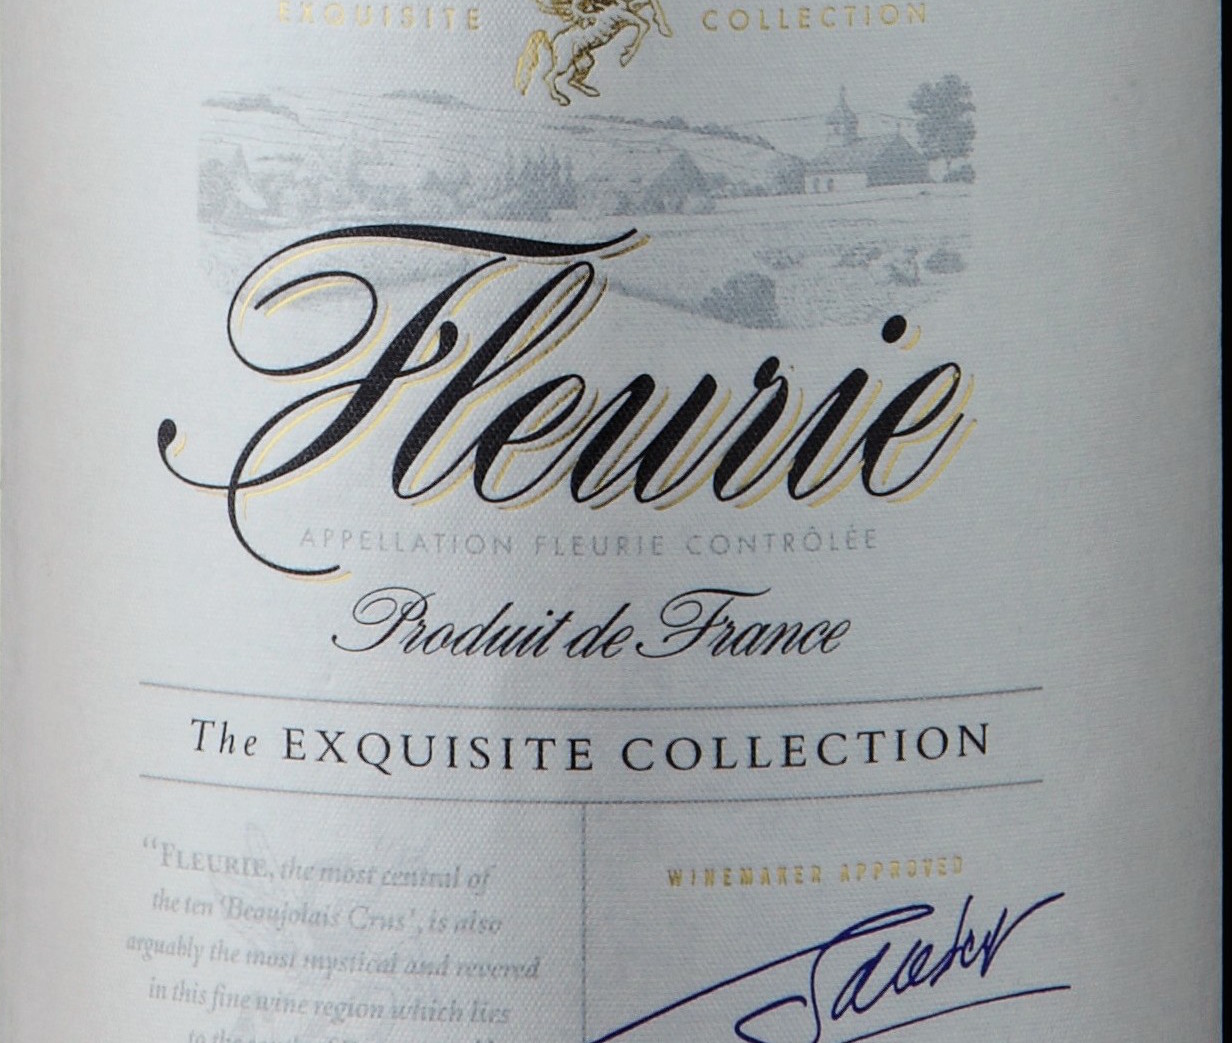 EXQUISITE COLLECTION
Fleurie
APPELLATION FLEURIE CONTRÔLÉE
Produit de France
The EXQUISITE COLLECTION
“FLEURIE, the most central of
the ten ‘Beaujolais Crus’, is also
arguably the most mystical and revered
in this fine wine region which lies
to the
WINEMAKER APPROVED